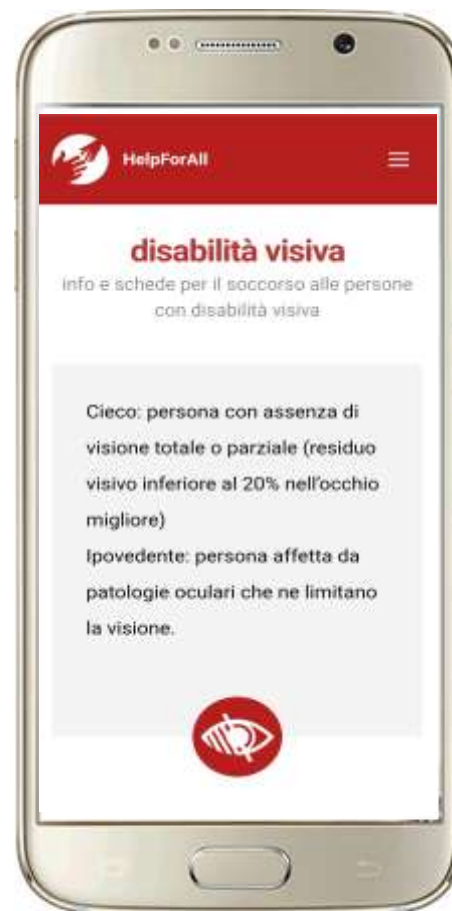 HelpForAll
disabilità visiva
info e schede per il soccorso alle persone
con disabilità visiva
Cieco: persona con assenza di
visione totale o parziale (residuo
visivo inferiore al 20% nell'occhio
migliore)
Ipovedente: persona affetta da
patologie oculari che ne limitano
la visione.